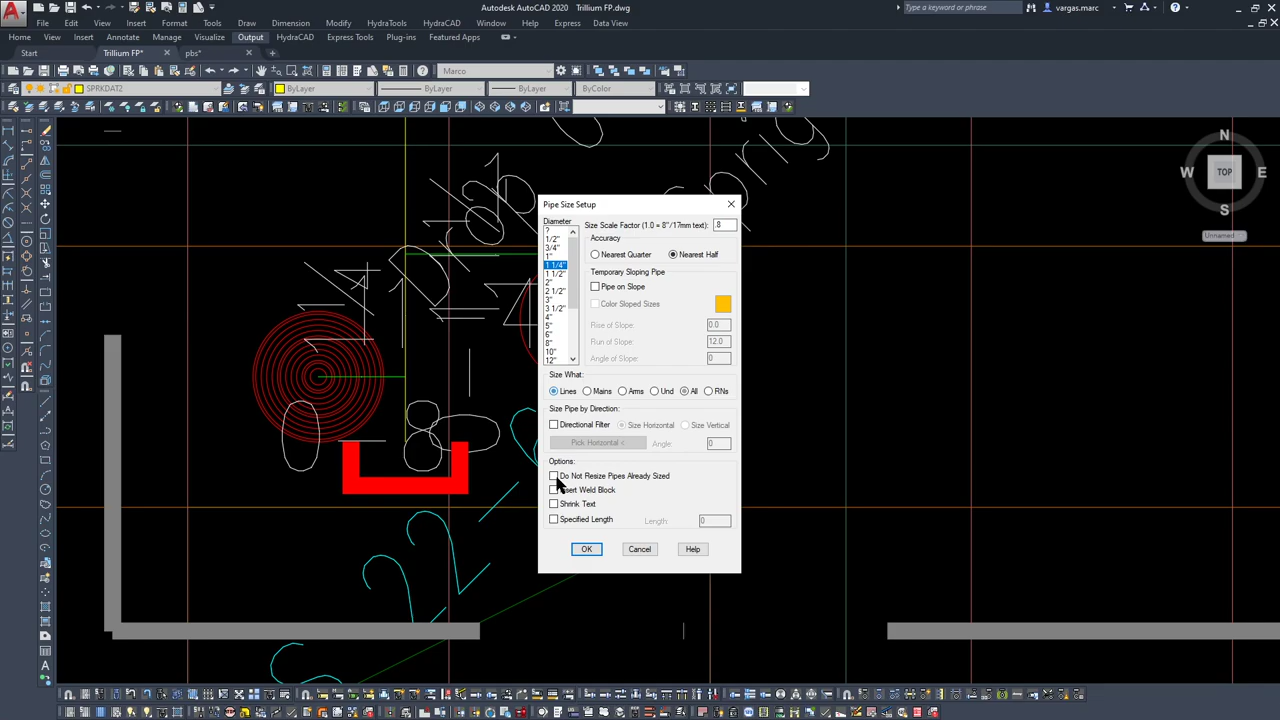 Autodesk AutoCAD 2020 Trillium FP.dwg
Type a keyword or phrase
vargas.marc
File Edit View Insert Format Tools Draw Dimension Modify HydraTools HydraCAD Window Help Express Data View
Home View Insert Annotate Manage Visualize Output HydraCAD Express Tools Plug-ins Featured Apps
Start Trillium FP* pbs*
Marco
SPRKDAT2 ByLayer ByLayer ByLayer ByColor
N
W TOP E
S
Unnamed
Pipe Size Setup
Diameter
?
1/2"
3/4"
1"
1 1/4"
1 1/2"
2"
2 1/2"
3"
3 1/2"
4"
5"
6"
8"
10"
12"
Size Scale Factor (1.0 = 8"/17mm text): .8
Accuracy
Nearest Quarter Nearest Half
Temporary Sloping Pipe
Pipe on Slope
Color Sloped Sizes
Rise of Slope: 0.0
Run of Slope: 12.0
Angle of Slope: 0
Size What:
Lines Mains Arms Und All RNs
Size Pipe by Direction:
Directional Filter Size Horizontal Size Vertical
Pick Horizontal < Angle: 0
Options:
Do Not Resize Pipes Already Sized
Insert Weld Block
Shrink Text
Specified Length Length: 0
OK Cancel Help